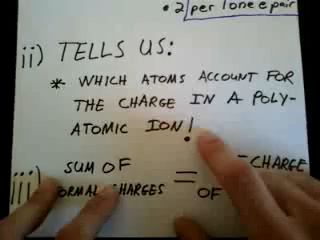 • 2/per lone e pair
ii) TELLS US:
* WHICH ATOMS ACCOUNT FOR
THE CHARGE IN A POLY-
ATOMIC ION!
iii) SUM OF
ORMAL CHARGES = CHARGE
OF